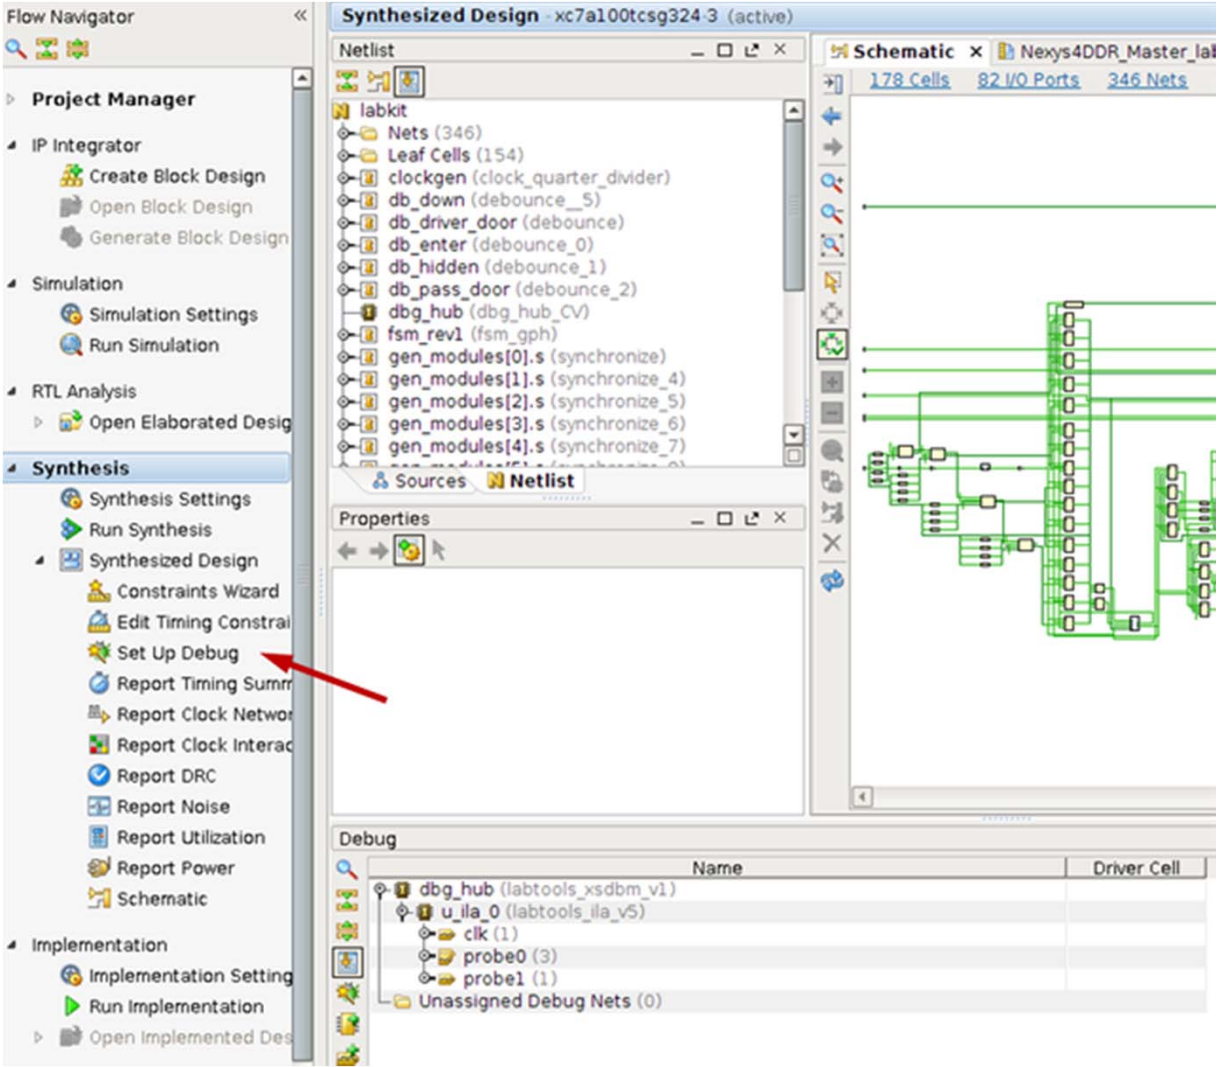 Flow Navigator «
Project Manager
IP Integrator
Create Block Design
Open Block Design
Generate Block Design
Simulation
Simulation Settings
Run Simulation
RTL Analysis
Open Elaborated Desig
Synthesis
Synthesis Settings
Run Synthesis
Synthesized Design
Constraints Wizard
Edit Timing Constrai
Set Up Debug
Report Timing Summ
Report Clock Networ
Report Clock Interac
Report DRC
Report Noise
Report Utilization
Report Power
Schematic
Implementation
Implementation Setting
Run Implementation
Open Implemented Des
Synthesized Design - xc7a100tcsg324-3 (active)
Netlist
labkit
Nets (346)
Leaf Cells (154)
clockgen (clock_quarter_divider)
db_down (debounce__5)
db_driver_door (debounce)
db_enter (debounce_0)
db_hidden (debounce_1)
db_pass_door (debounce_2)
dbg_hub (dbg_hub_CV)
fsm_rev1 (fsm_gph)
gen_modules[0].s (synchronize)
gen_modules[1].s (synchronize_4)
gen_modules[2].s (synchronize_5)
gen_modules[3].s (synchronize_6)
gen_modules[4].s (synchronize_7)
Sources Netlist
Properties
Schematic Nexys4DDR_Master_lab
178 Cells 82 I/O Ports 346 Nets
Debug
Name Driver Cell
dbg_hub (labtools_xsdbm_v1)
u_ila_0 (labtools_ila_v5)
clk (1)
probe0 (3)
probe1 (1)
Unassigned Debug Nets (0)